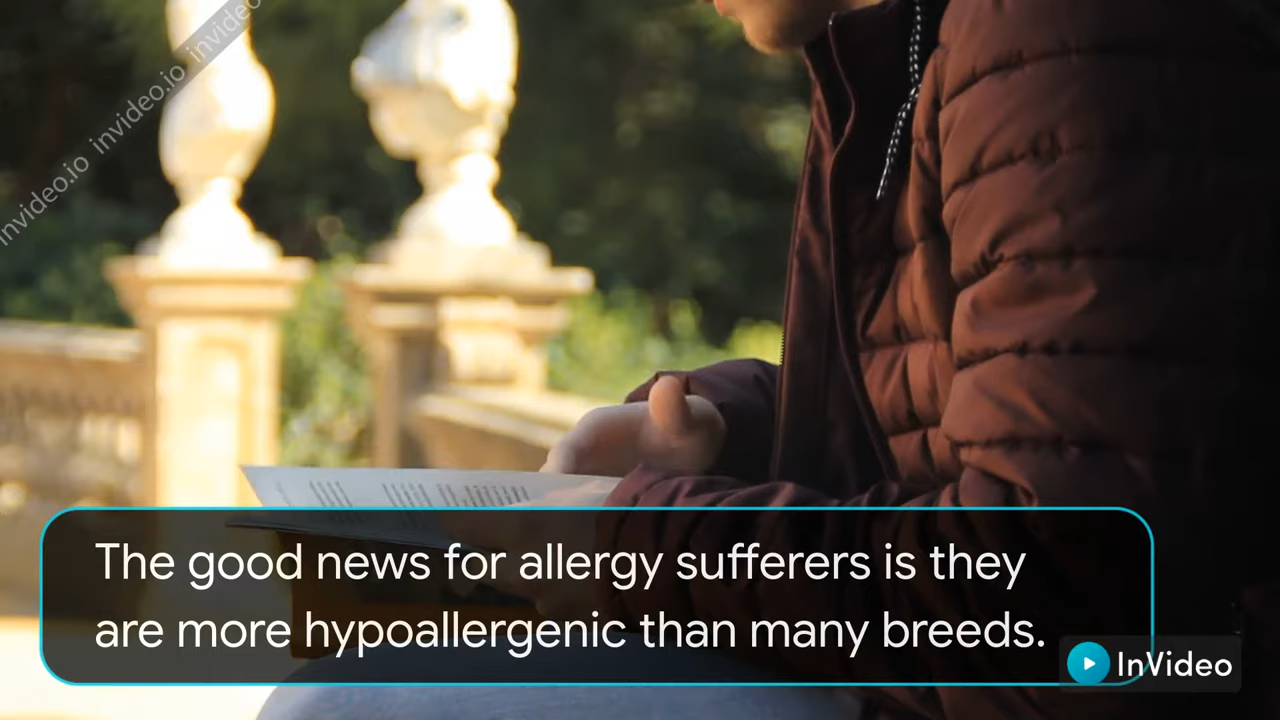 invideo.io invideo.io invideo
The good news for allergy sufferers is they
are more hypoallergenic than many breeds.
InVideo